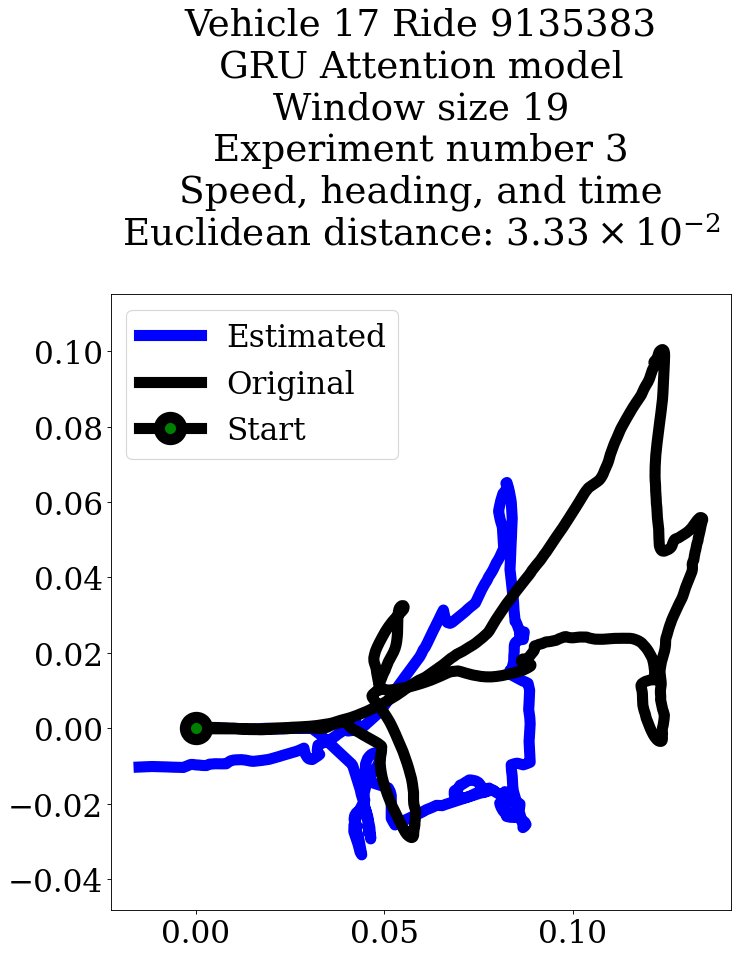 Vehicle 17 Ride 9135383
GRU Attention model
Window size 19
Experiment number 3
Speed, heading, and time
Euclidean distance: 3.33 × 10⁻²
Estimated
Original
Start
0.10
0.08
0.06
0.04
0.02
0.00
−0.02
−0.04
0.00 0.05 0.10